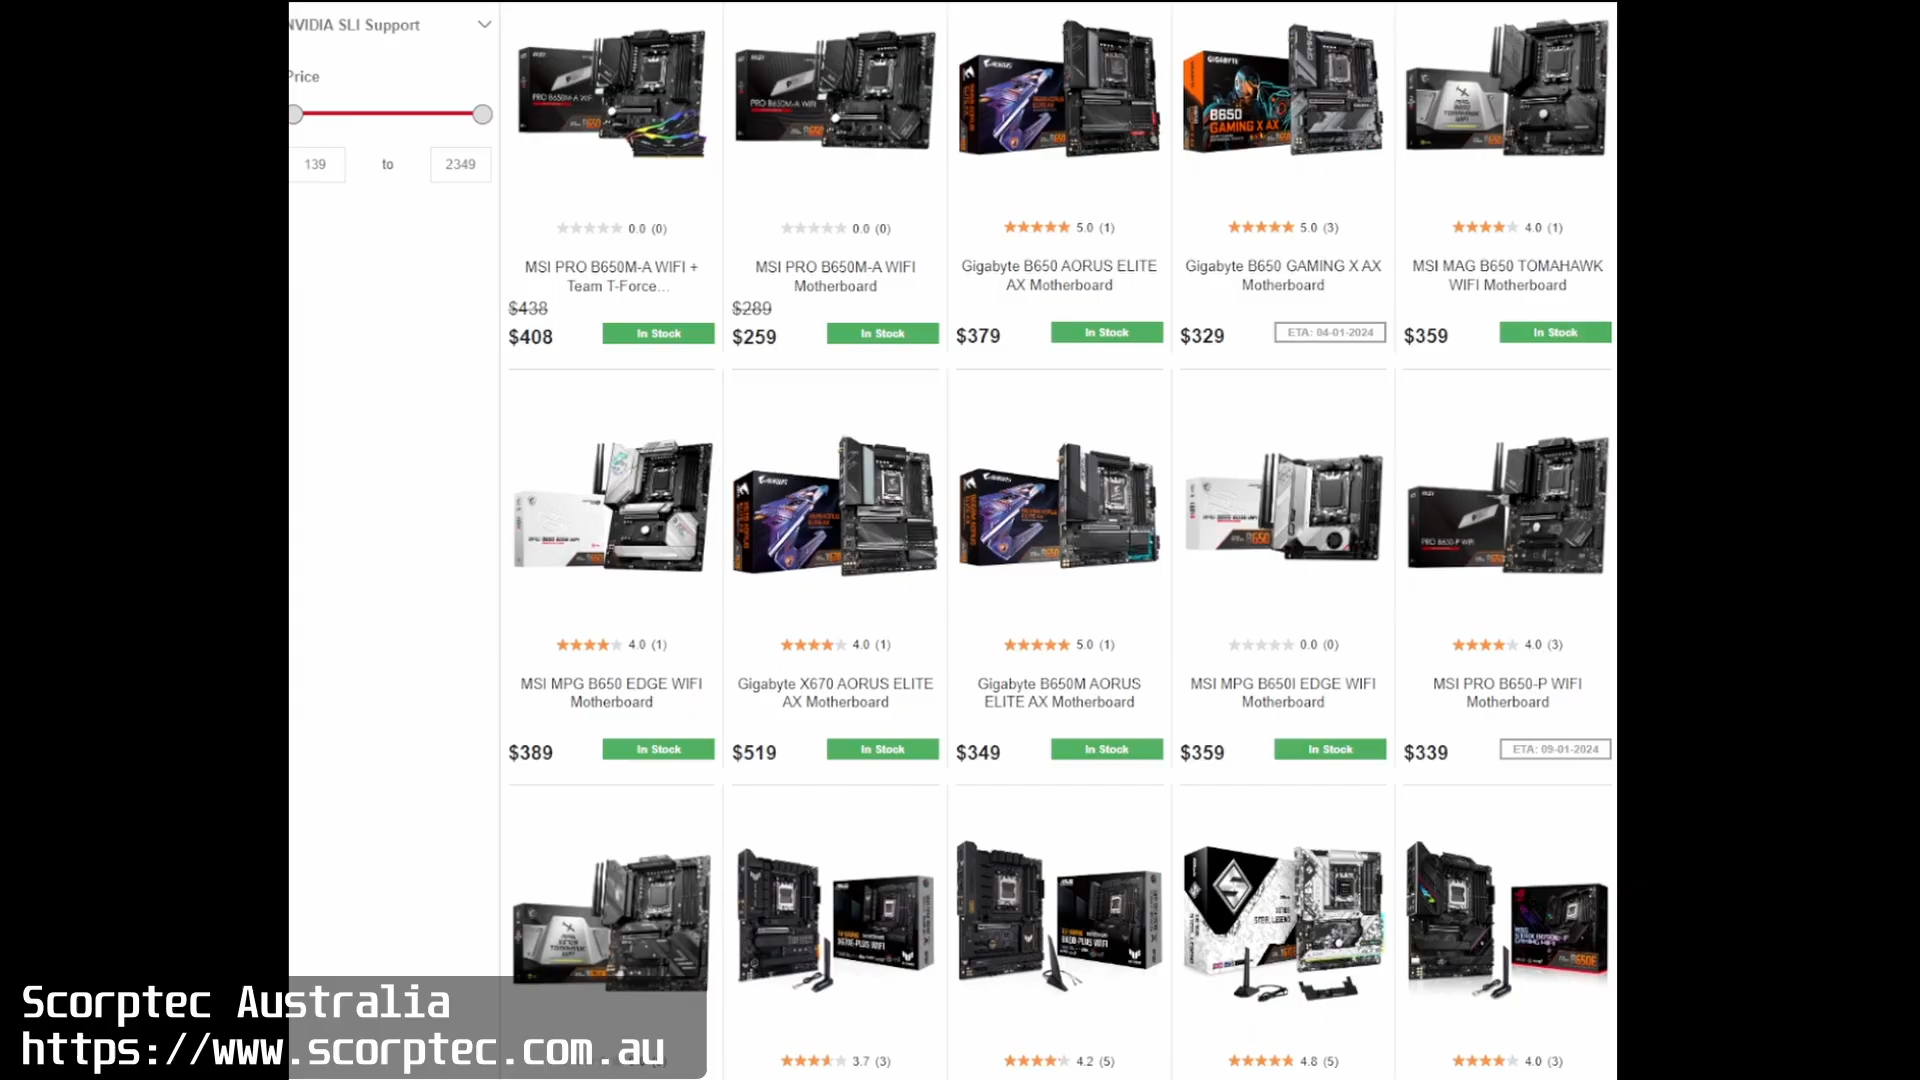 NVIDIA SLI Support
Price
139 to 2349
0.0 (0)
MSI PRO B650M-A WIFI +
Team T-Force...
$438
$408
In Stock
0.0 (0)
MSI PRO B650M-A WIFI
Motherboard
$289
$259
In Stock
5.0 (1)
Gigabyte B650 AORUS ELITE
AX Motherboard
$379
In Stock
GIGABYTE
B650
GAMING X AX
5.0 (3)
Gigabyte B650 GAMING X AX
Motherboard
$329
ETA: 04-01-2024
4.0 (1)
MSI MAG B650 TOMAHAWK
WIFI Motherboard
$359
In Stock
4.0 (1)
MSI MPG B650 EDGE WIFI
Motherboard
$389
In Stock
4.0 (1)
Gigabyte X670 AORUS ELITE
AX Motherboard
$519
In Stock
5.0 (1)
Gigabyte B650M AORUS
ELITE AX Motherboard
$349
In Stock
0.0 (0)
MSI MPG B650I EDGE WIFI
Motherboard
$359
In Stock
PRO B650-P WIFI
4.0 (3)
MSI PRO B650-P WIFI
Motherboard
$339
ETA: 09-01-2024
3.7 (3)
4.2 (5)
4.8 (5)
4.0 (3)
Scorptec Australia
https://www.scorptec.com.au